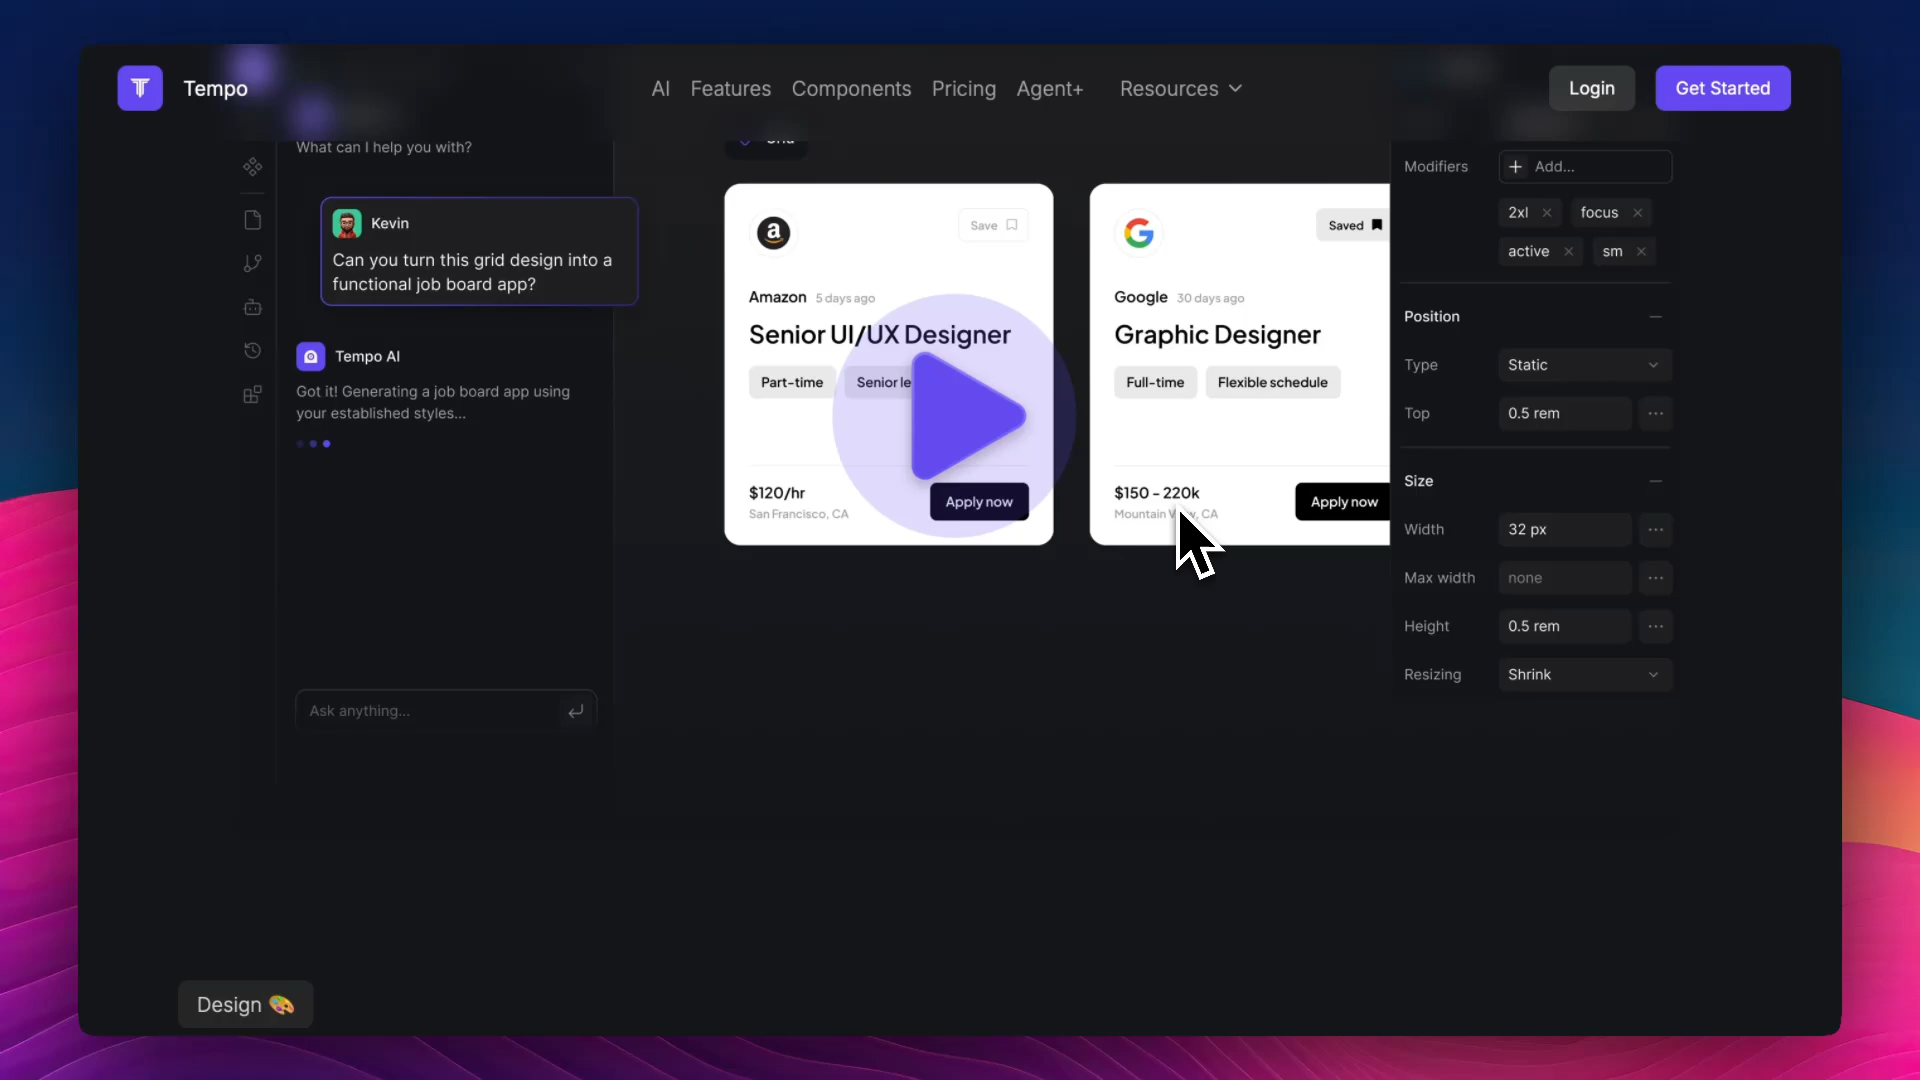 Tempo
AI Features Components Pricing Agent+ Resources
Login
Get Started
What can I help you with?
Kevin
Can you turn this grid design into a
functional job board app?
Tempo AI
Got it! Generating a job board app using
your established styles...
Ask anything...
Save
Amazon 5 days ago
Senior UI/UX Designer
Part-time
Senior le
$120/hr
San Francisco, CA
Apply now
Saved
Google 30 days ago
Graphic Designer
Full-time
Flexible schedule
$150 - 220k
Mountain View, CA
Apply now
Modifiers
Add...
2xl
focus
active
sm
Position
Type
Static
Top
0.5 rem
Size
Width
32 px
Max width
none
Height
0.5 rem
Resizing
Shrink
Design